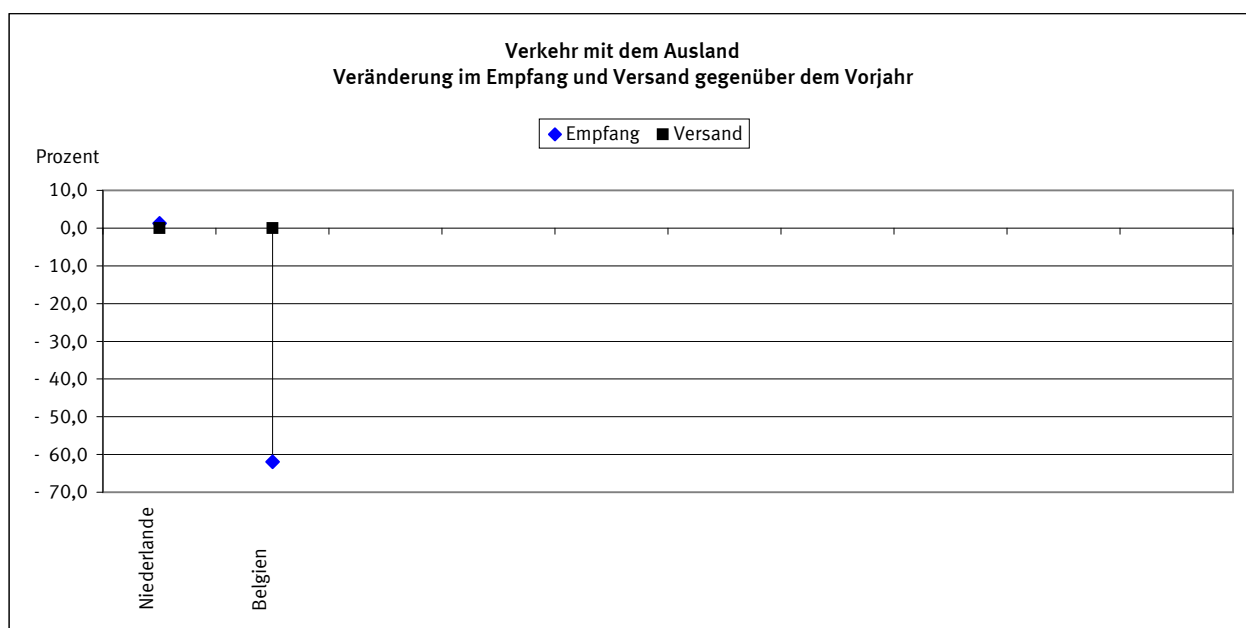 Verkehr mit dem Ausland
Veränderung im Empfang und Versand gegenüber dem Vorjahr
Empfang Versand
Prozent
10,0
0,0
- 10,0
- 20,0
- 30,0
- 40,0
- 50,0
- 60,0
- 70,0
Niederlande
Belgien